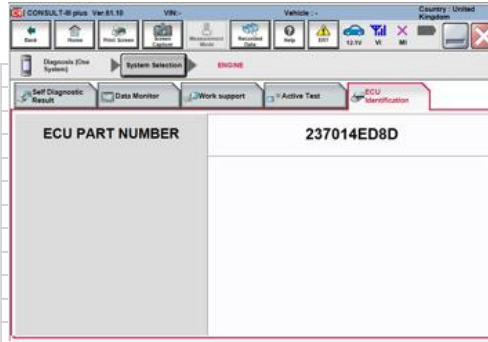 CONSULT-III plus Ver.61.10 VIN:- Vehicle : - Country : United Kingdom
Back Home Print Screen Screen Capture Measurement Mode Recorded Data Help EXIT 12.1V VI MI
Diagnosis (One System) System Selection ENGINE
Self Diagnostic Result Data Monitor Work support Active Test ECU Identification
ECU PART NUMBER 237014ED8D